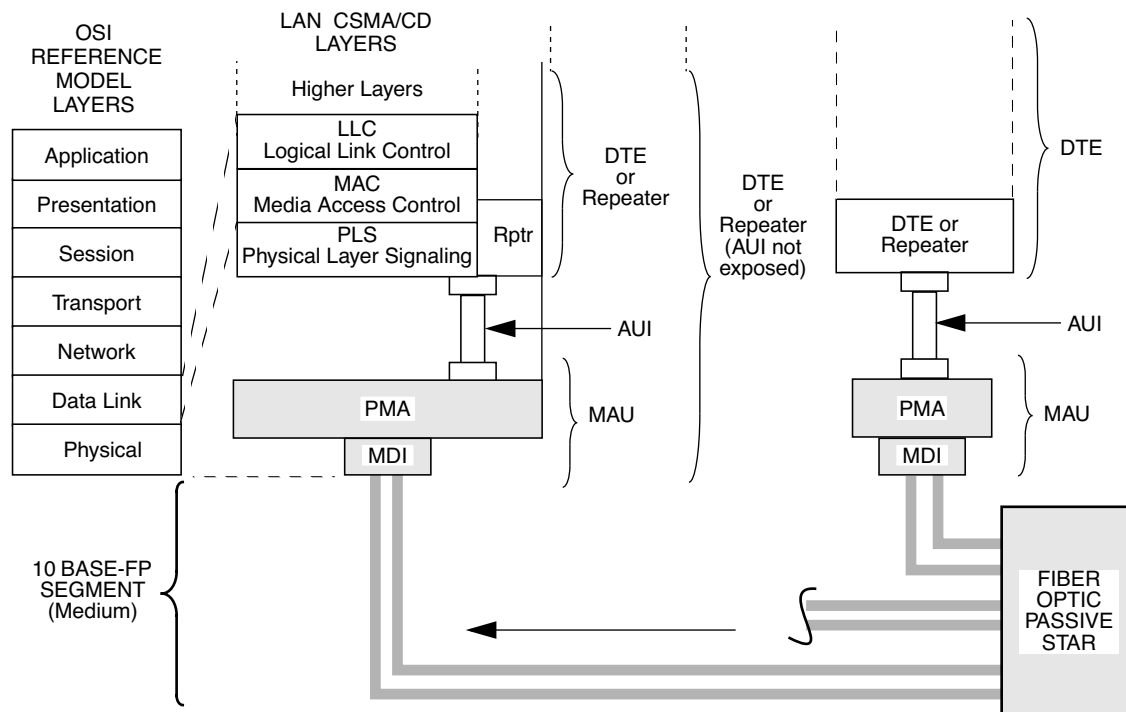 OSI
REFERENCE
MODEL
LAYERS
Application
Presentation
Session
Transport
Network
Data Link
Physical
LAN CSMA/CD
LAYERS
Higher Layers
LLC
Logical Link Control
MAC
Media Access Control
PLS
Physical Layer Signaling
Rptr
DTE
or
Repeater
AUI
PMA
MDI
MAU
DTE
or
Repeater
(AUI not
exposed)
DTE
DTE or
Repeater
AUI
PMA
MDI
MAU
10 BASE-FP
SEGMENT
(Medium)
FIBER
OPTIC
PASSIVE
STAR